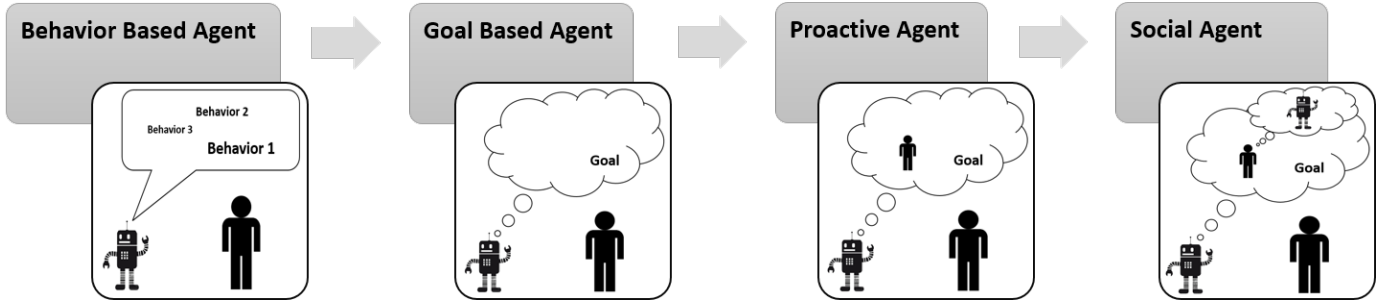 Behavior Based Agent
Behavior 2
Behavior 3
Behavior 1
Goal Based Agent
Goal
Proactive Agent
Goal
Social Agent
Goal